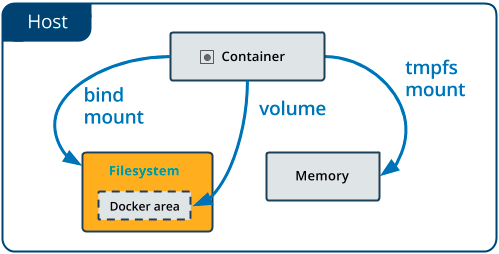 Host
Container
bind
mount
volume
tmpfs
mount
Filesystem
Docker area
Memory